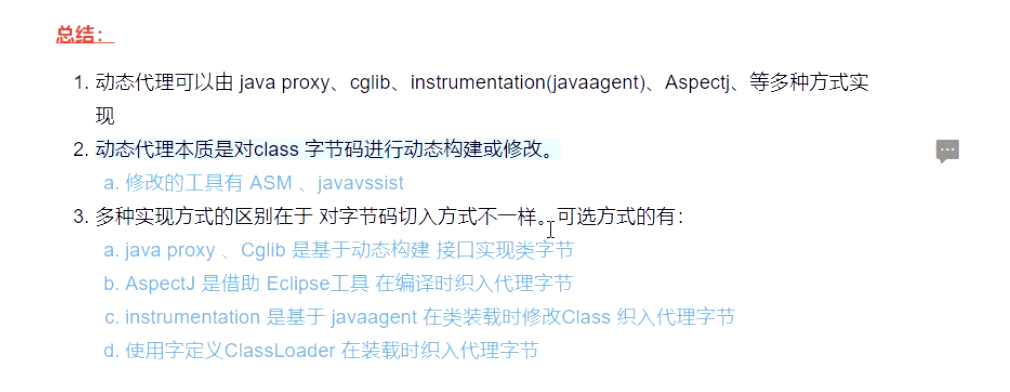 总结：
1. 动态代理可以由 java proxy、cglib、instrumentation(javaagent)、Aspectj、等多种方式实
现
2. 动态代理本质是对class 字节码进行动态构建或修改。
a. 修改的工具有 ASM 、javavssist
3. 多种实现方式的区别在于 对字节码切入方式不一样。可选方式的有：
a. java proxy 、Cglib 是基于动态构建 接口实现类字节
b. AspectJ 是借助 Eclipse工具 在编译时织入代理字节
c. instrumentation 是基于 javaagent 在类装载时修改Class 织入代理字节
d. 使用字定义ClassLoader 在装载时织入代理字节